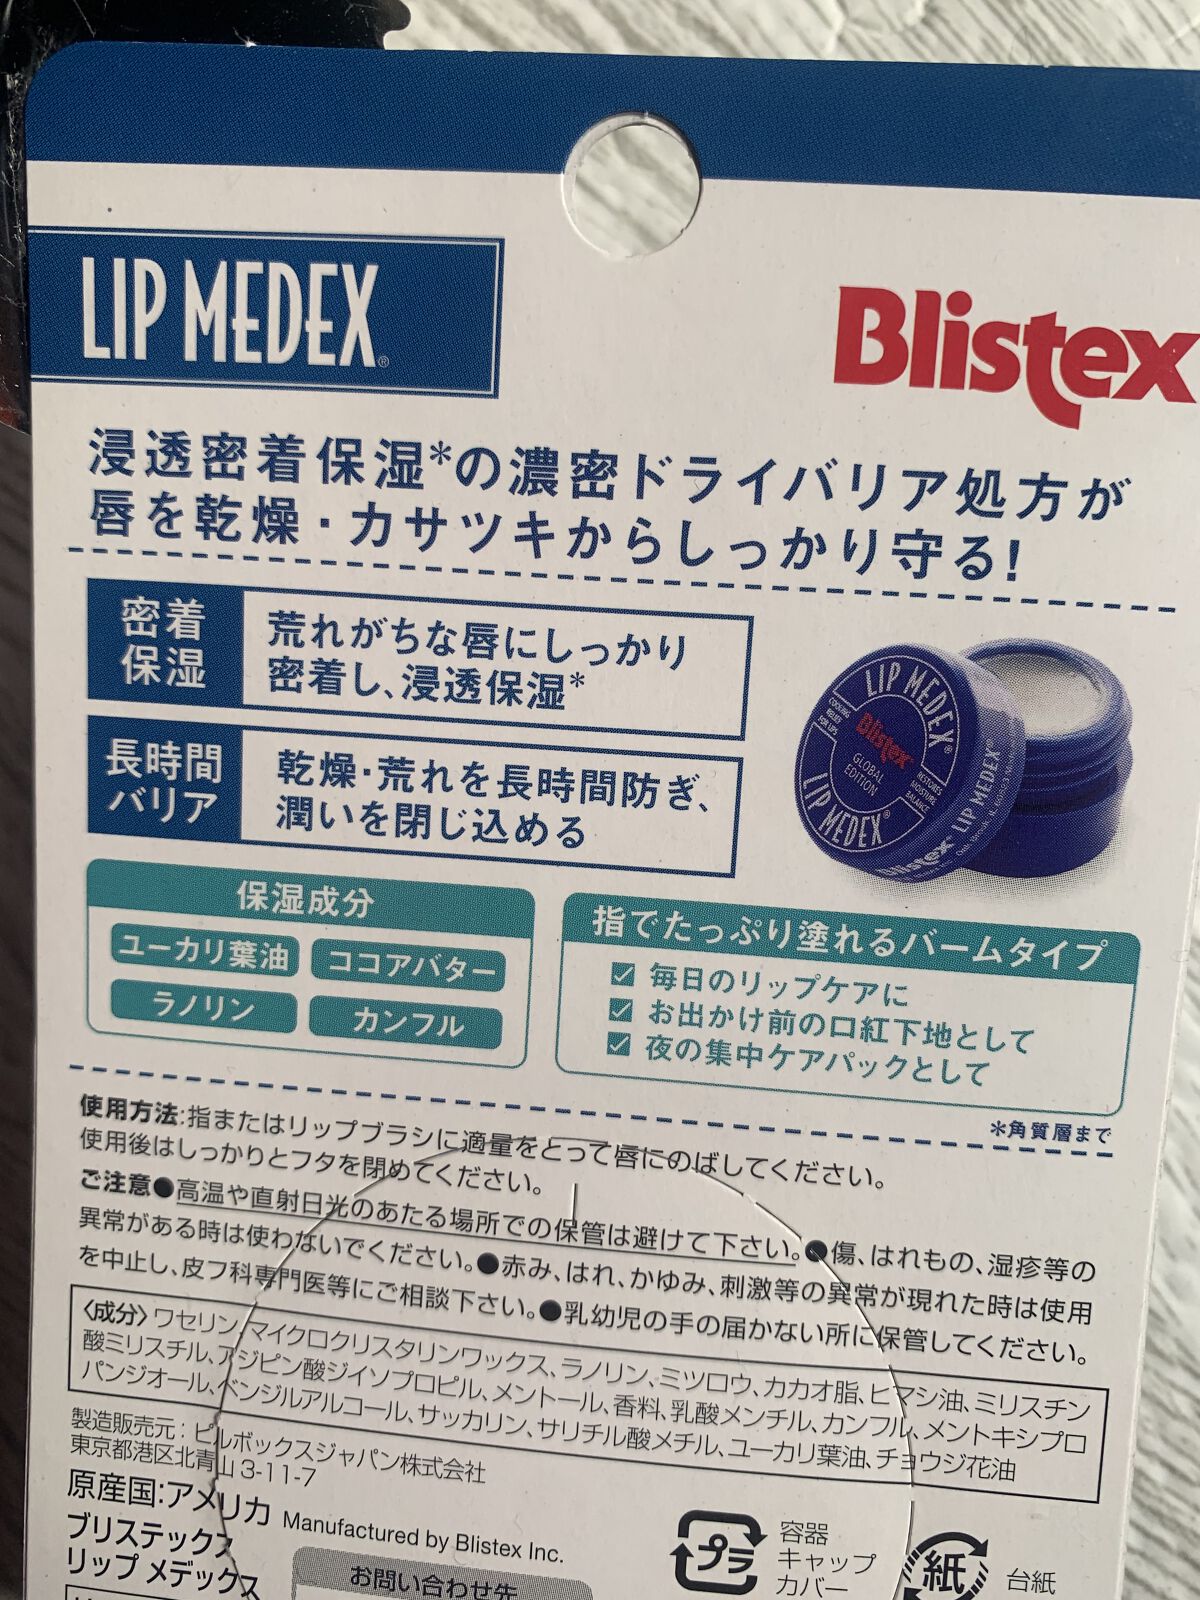 LIP MEDEX®
Blistex
浸透密着保湿*の濃密ドライバリア処方が
唇を乾燥・カサツキからしっかり守る!
密着
保湿
荒れがちな唇にしっかり
密着し、浸透保湿*
長時間
バリア
乾燥・荒れを長時間防ぎ、
潤いを閉じ込める
LIP MEDEX®
COOLING
RELIEF
FOR LIPS
Blistex
GLOBAL
EDITION
RESTORES
MOISTURE
BALANCE
LIP MEDEX®
Blistex
LIP MEDEX®
保湿成分
ユーカリ葉油
ココアバター
ラノリン
カンフル
指でたっぷり塗れるバームタイプ
毎日のリップケアに
お出かけ前の口紅下地として
夜の集中ケアパックとして
*角質層まで
使用方法:指またはリップブラシに適量をとって唇にのばしてください。
使用後はしっかりとフタを閉めてください。
ご注意●高温や直射日光のあたる場所での保管は避けて下さい。●傷、はれもの、湿疹等の
異常がある時は使わないでください。●赤み、はれ、かゆみ、刺激等の異常が現れた時は使用
を中止し、皮フ科専門医等にご相談下さい。●乳幼児の手の届かない所に保管してください。
〈成分〉ワセリン、マイクロクリスタリンワックス、ラノリン、ミツロウ、カカオ脂、ヒマシ油、ミリスチン
酸ミリスチル、アジピン酸ジイソプロピル、メントール、香料、乳酸メンチル、カンフル、メントキシプロ
パンジオール、ベンジルアルコール、サッカリン、サリチル酸メチル、ユーカリ葉油、チョウジ花油
製造販売元:ピルボックスジャパン株式会社
東京都港区北青山3-11-7
原産国:アメリカ Manufactured by Blistex Inc.
ブリステックス
リップ メデックス
お問い合わせ先
プラ
容器
キャップ
カバー
紙
台紙